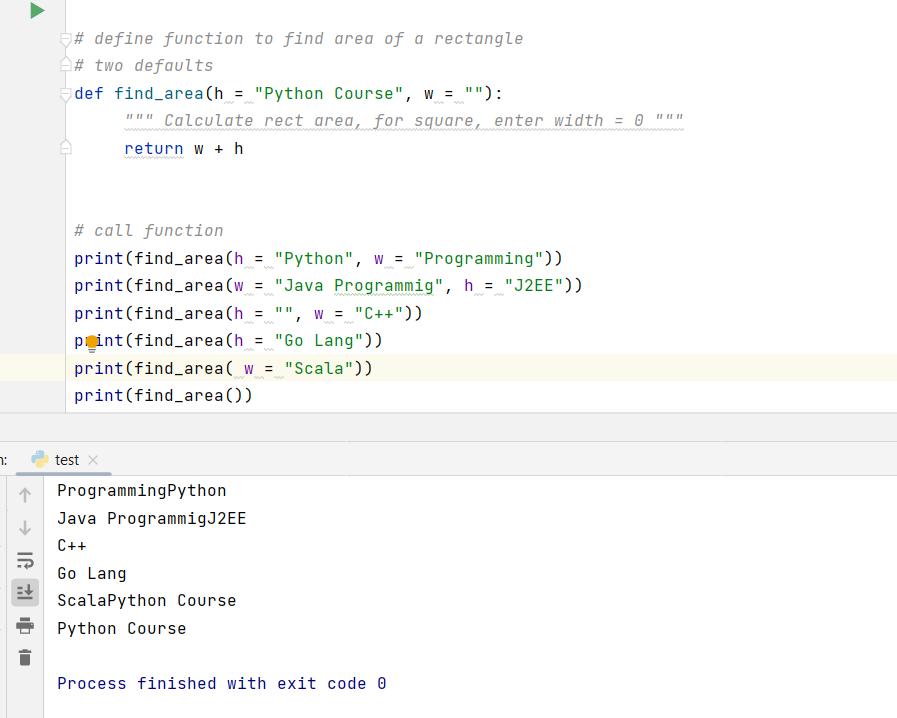 # define function to find area of a rectangle
# two defaults
def find_area(h = "Python Course", w = ""):
""" Calculate rect area, for square, enter width = 0 """
return w + h
# call function
print(find_area(h = "Python", w = "Programming"))
print(find_area(w = "Java Programmig", h = "J2EE"))
print(find_area(h = "", w = "C++"))
print(find_area(h = "Go Lang"))
print(find_area( w = "Scala"))
print(find_area())
test
ProgrammingPython
Java ProgrammigJ2EE
C++
Go Lang
ScalaPython Course
Python Course
Process finished with exit code 0